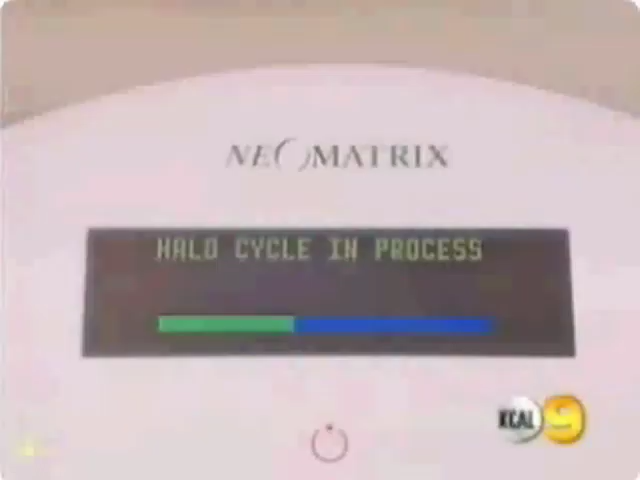 NEOMATRIX
HALO CYCLE IN PROCESS
KCAL 9